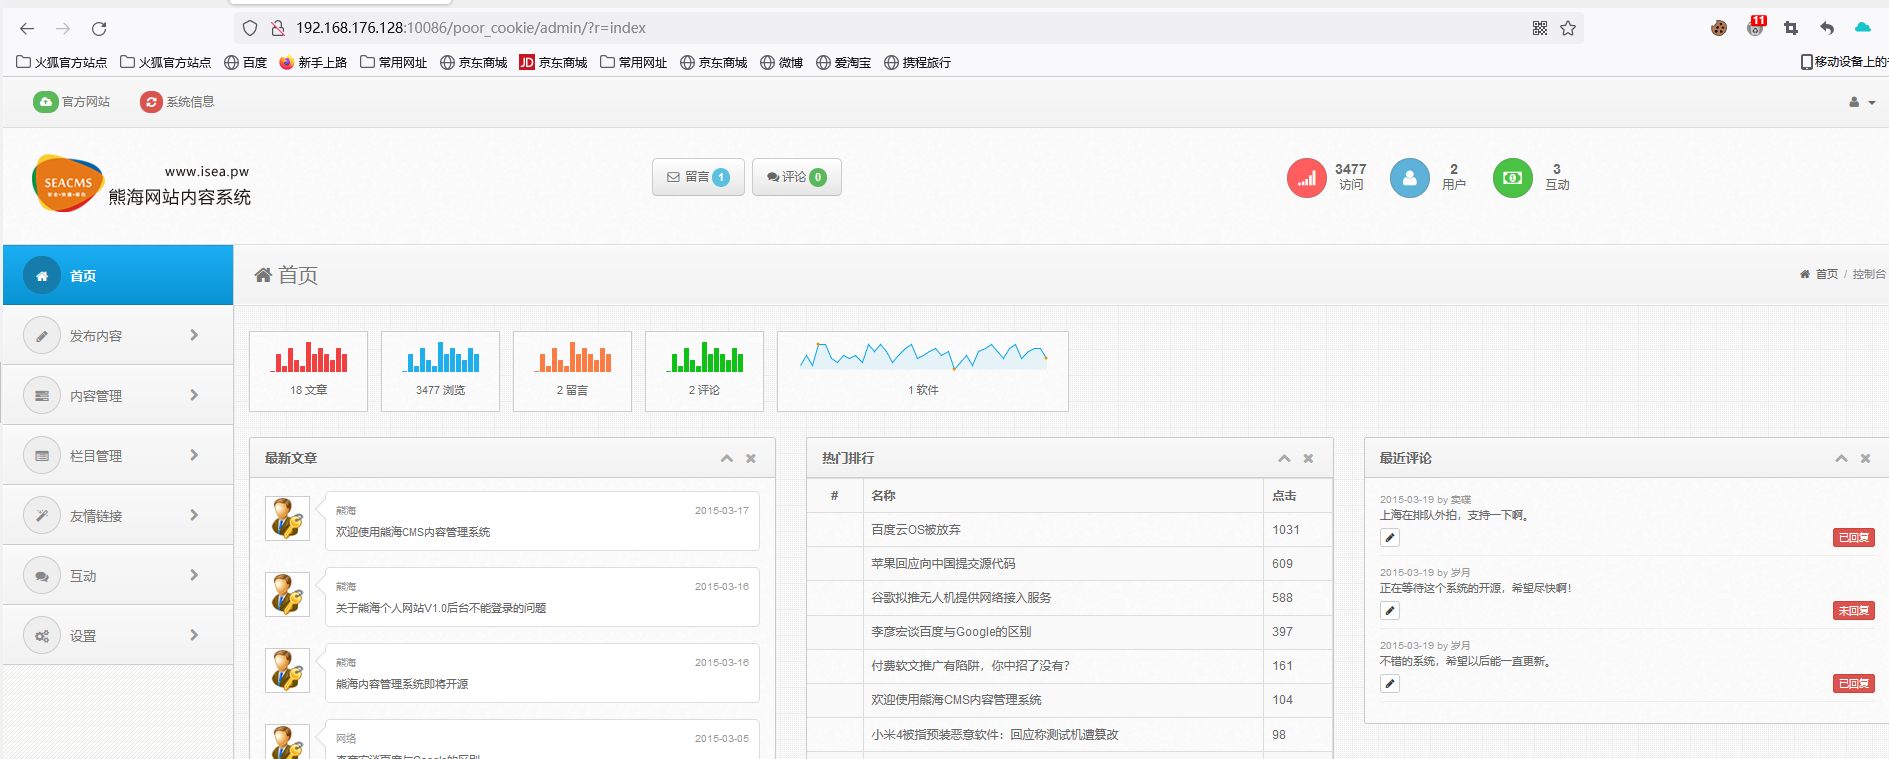 192.168.176.128:10086/poor_cookie/admin/?r=index
11
火狐官方站点 火狐官方站点 百度 新手上路 常用网址 京东商城 JD 京东商城 常用网址 京东商城 微博 爱淘宝 携程旅行
移动设备上的
官方网站 系统信息
SEACMS
www.isea.pw
熊海网站内容系统
留言 1 评论 0
3477 访问
2 用户
3 互动
首页
发布内容
内容管理
栏目管理
友情链接
互动
设置
首页
首页 / 控制台
18 文章
3477 浏览
2 留言
2 评论
1 软件
最新文章
熊海 2015-03-17
欢迎使用熊海CMS内容管理系统
熊海 2015-03-16
关于熊海个人网站V1.0后台不能登录的问题
熊海 2015-03-16
熊海内容管理系统即将开源
网络 2015-03-05
李彦宏谈百度与Google的区别
热门排行
# 名称 点击
百度云OS被放弃 1031
苹果回应向中国提交源代码 609
谷歌拟推无人机提供网络接入服务 588
李彦宏谈百度与Google的区别 397
付费软文推广有陷阱，你中招了没有？ 161
欢迎使用熊海CMS内容管理系统 104
小米4被指预装恶意软件：回应称测试机遭篡改 98
最近评论
2015-03-19 by 卖碟
上海在排队外拍，支持一下啊。
已回复
2015-03-19 by 岁月
正在等待这个系统的开源，希望尽快啊！
未回复
2015-03-19 by 岁月
不错的系统，希望以后能一直更新。
已回复